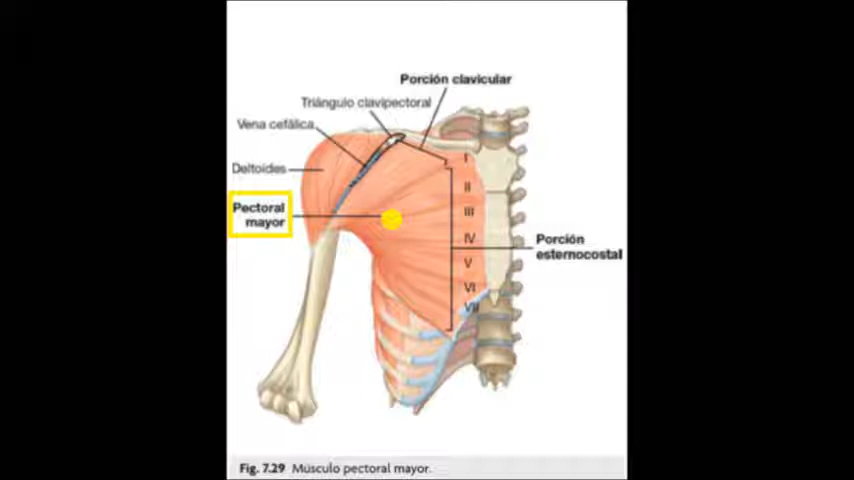 Porción clavicular
Triángulo clavipectoral
Vena cefálica
Deltoides
Pectoral
mayor
I
II
III
IV
V
VI
VII
Porción
esternocostal
Fig. 7.29 Músculo pectoral mayor.